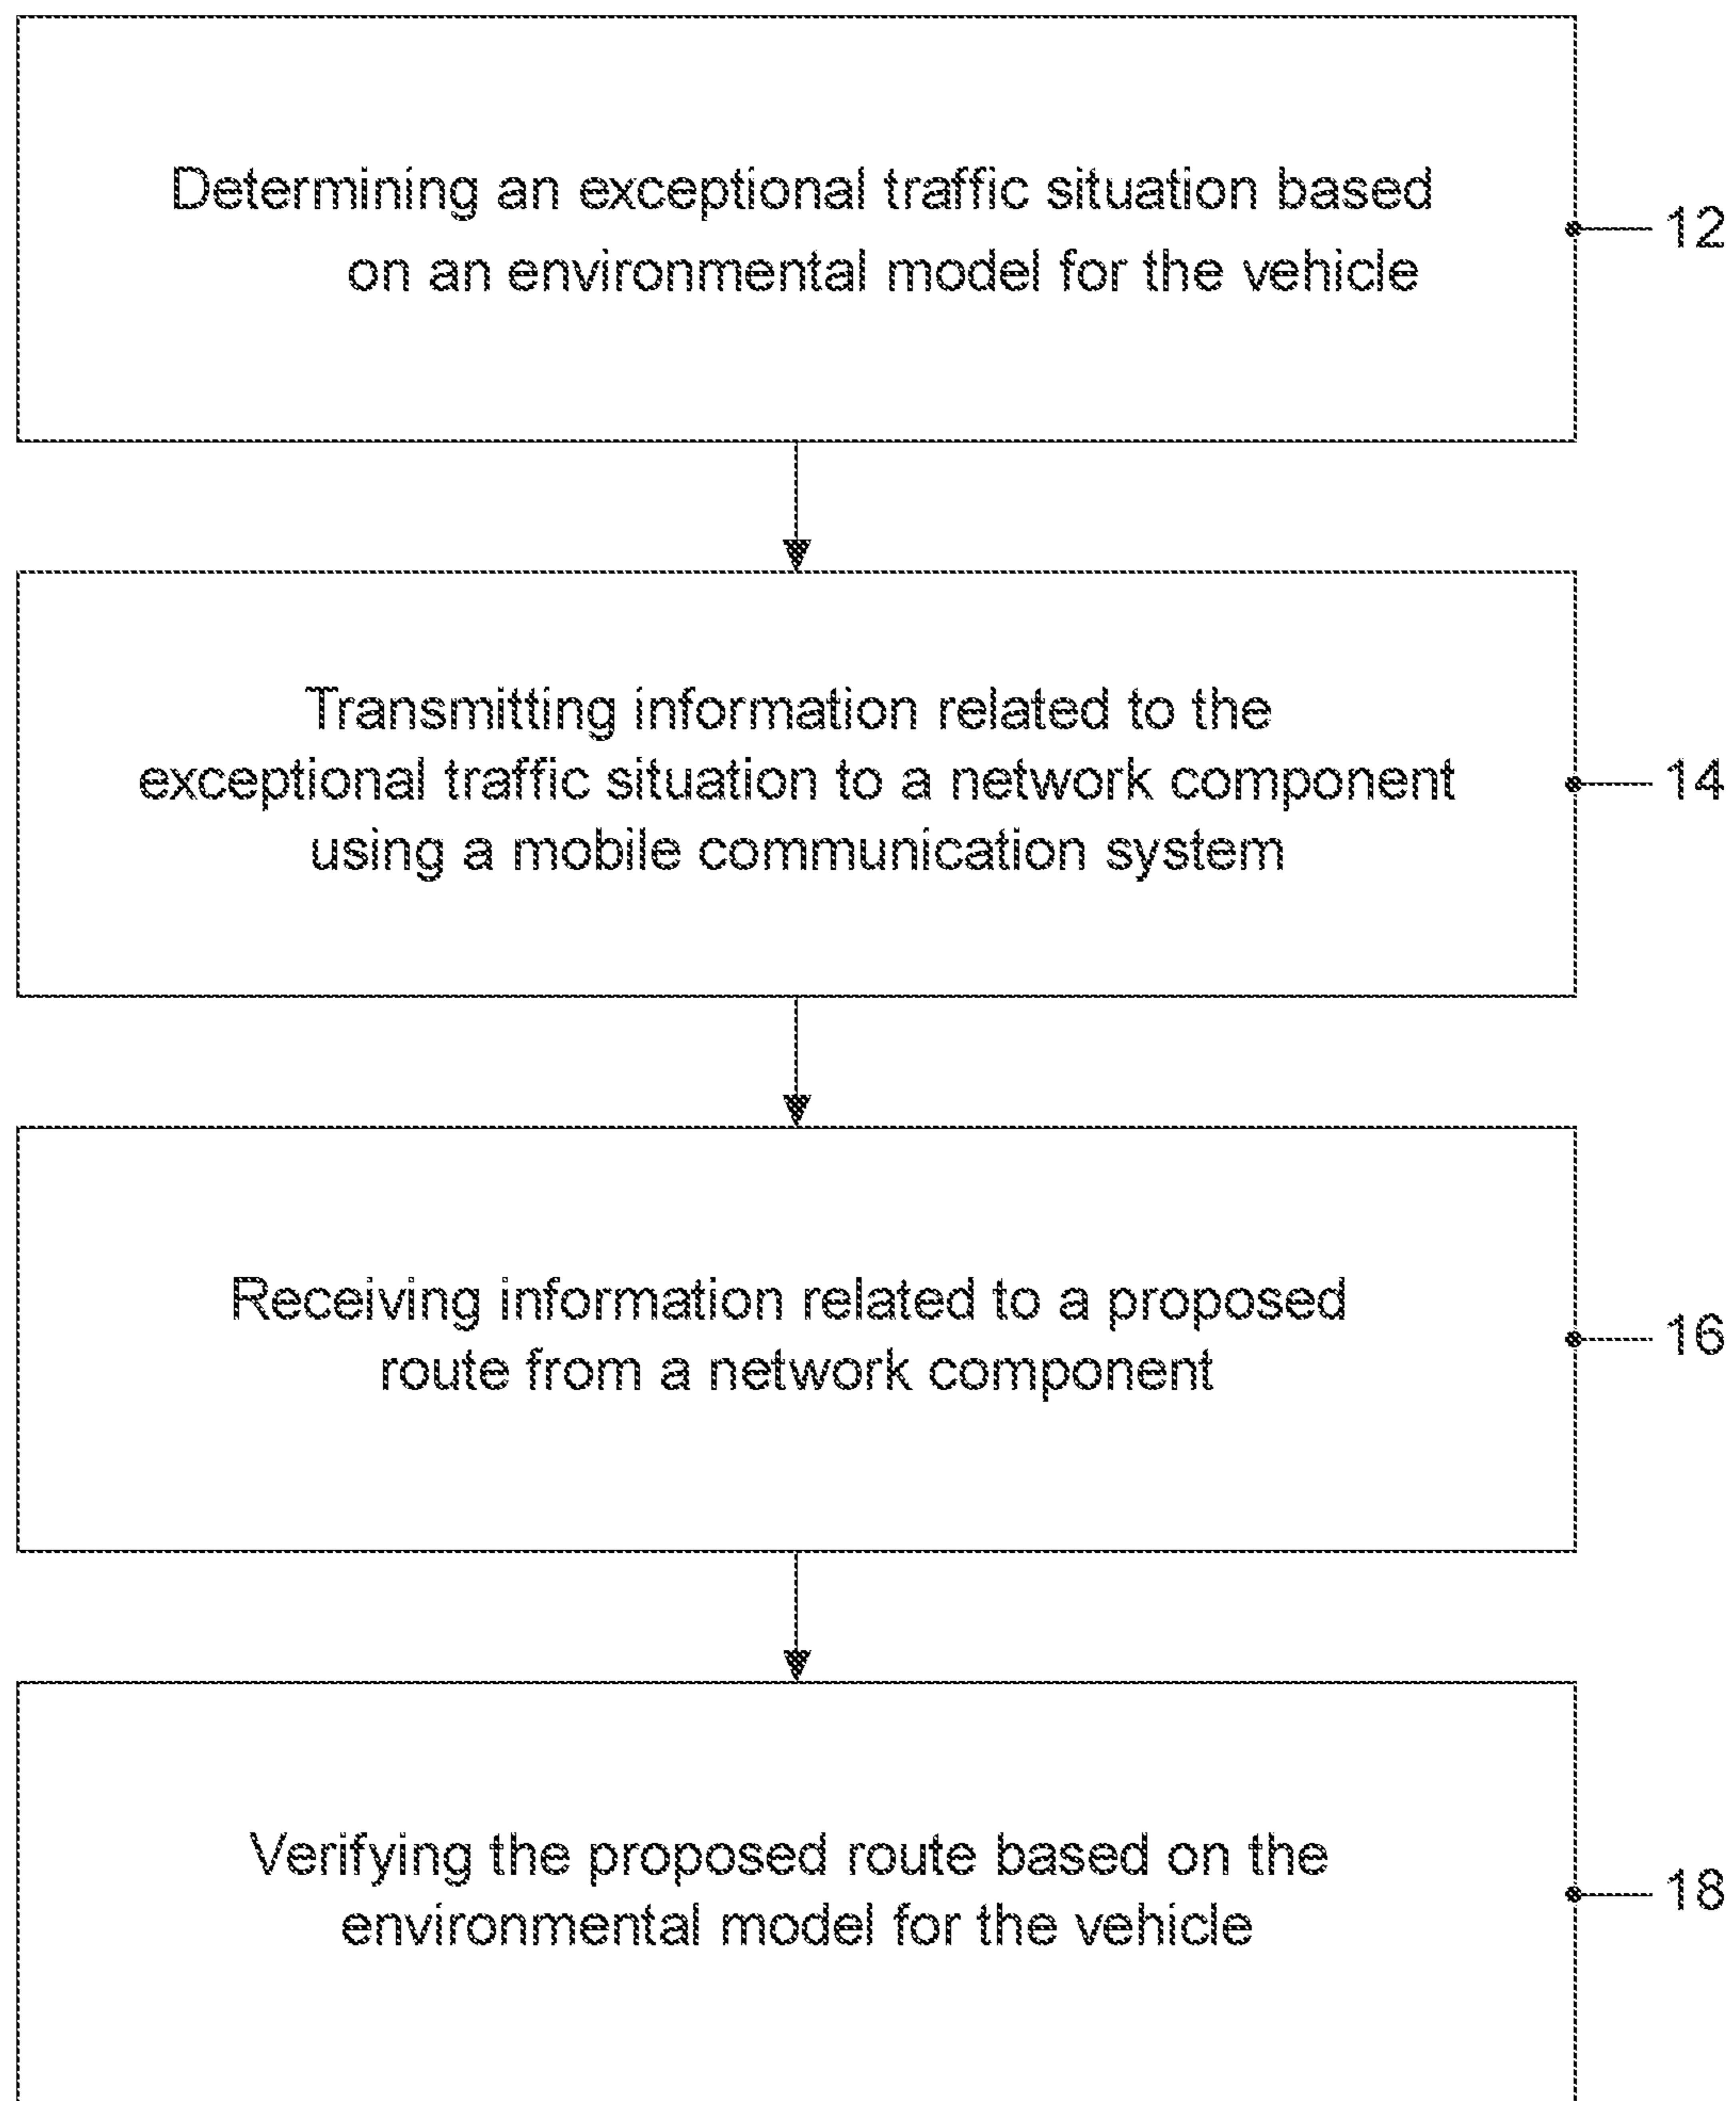 Determining an exceptional traffic situation based
on an environmental model for the vehicle
12
Transmitting information related to the
exceptional traffic situation to a network component
using a mobile communication system
14
Receiving information related to a proposed
route from a network component
16
Verifying the proposed route based on the
environmental model for the vehicle
18